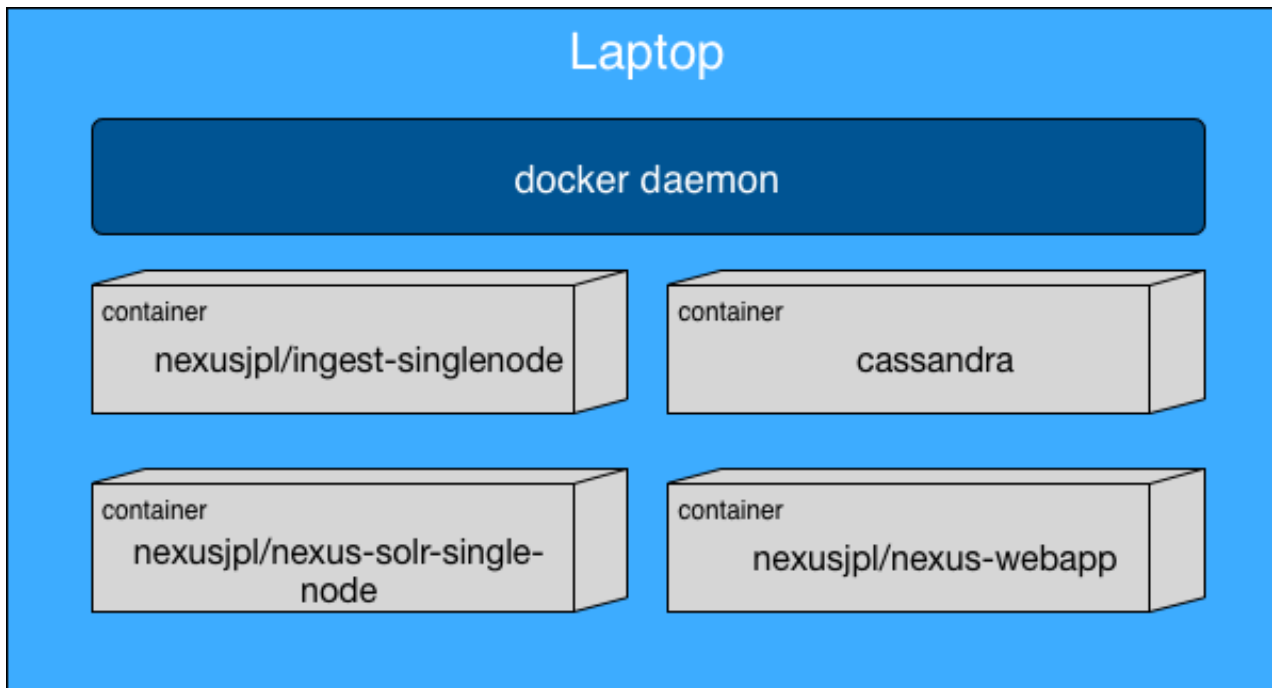 Laptop
docker daemon
container
nexusjpl/ingest-singlenode
container
cassandra
container
nexusjpl/nexus-solr-single-
node
container
nexusjpl/nexus-webapp